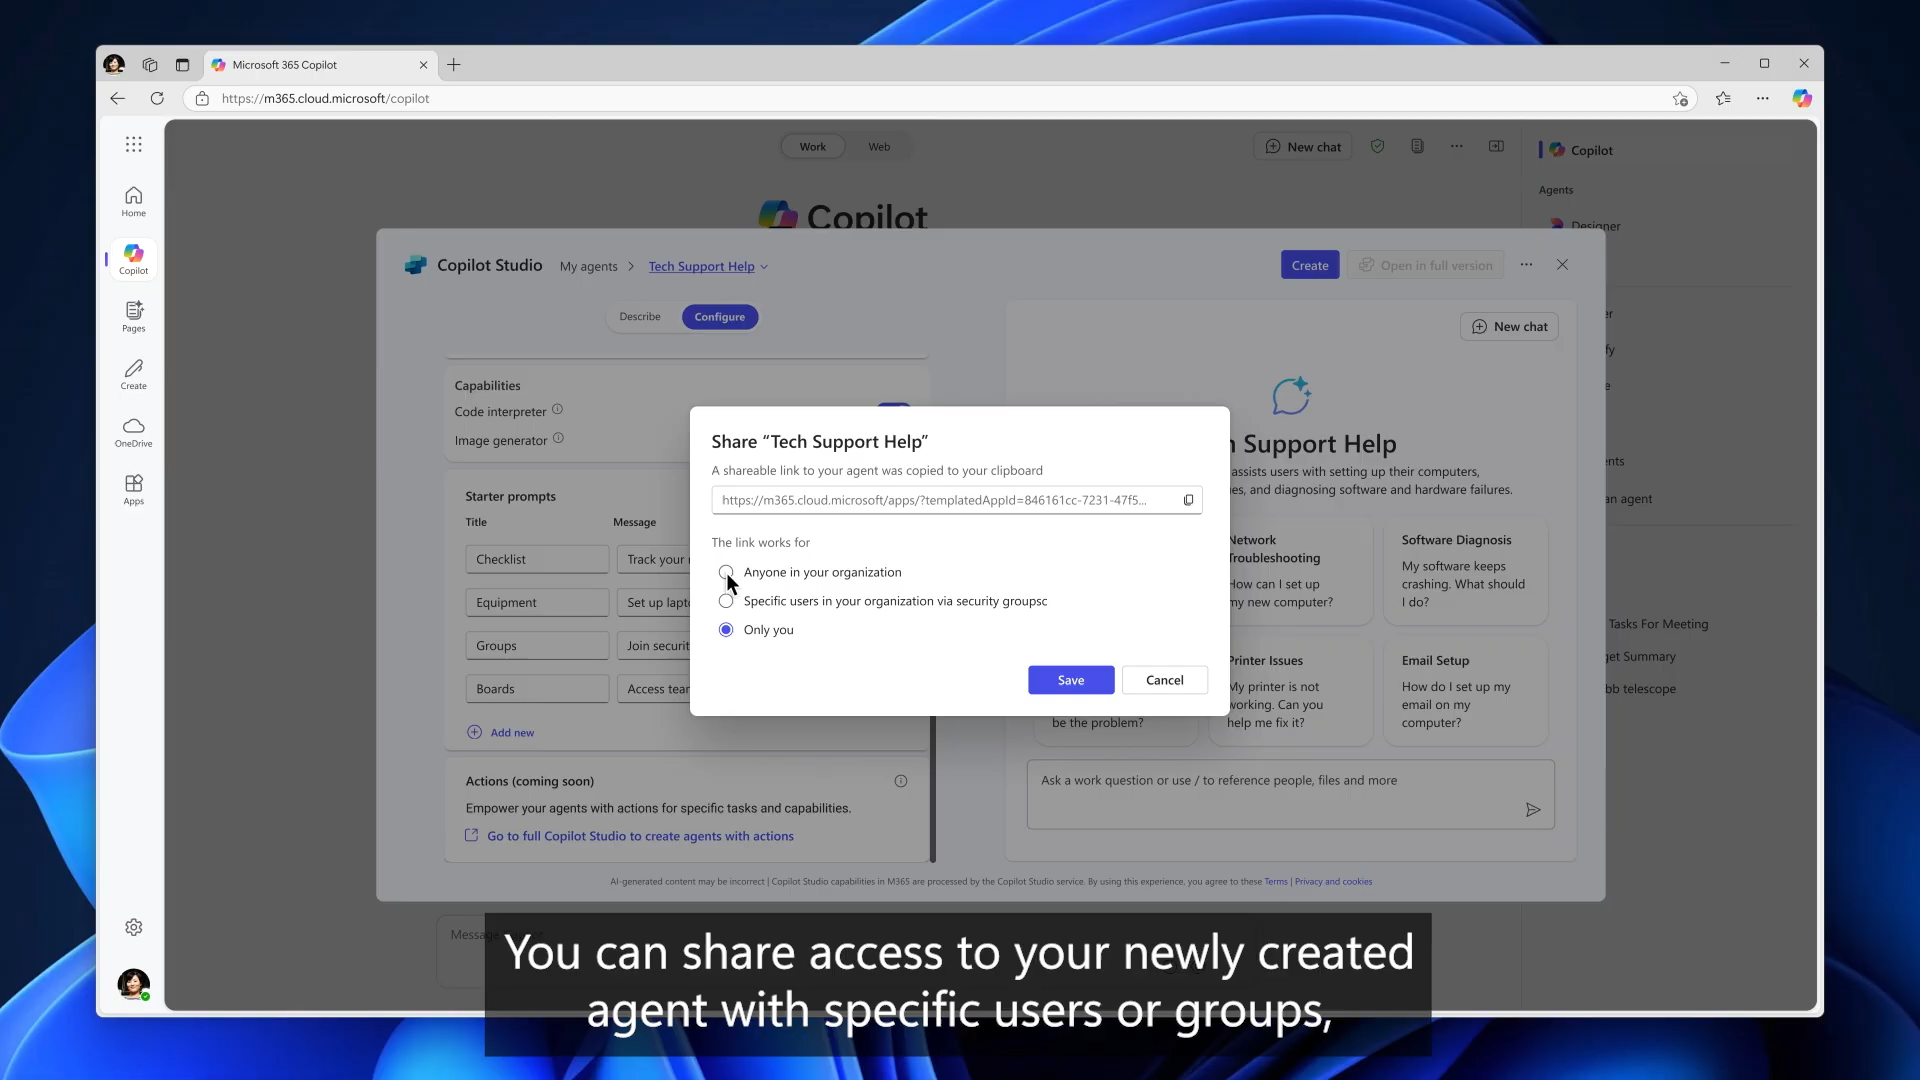 Microsoft 365 Copilot
https://m365.cloud.microsoft/copilot
Work
Web
New chat
Copilot
Agents
Designer
Home
Copilot
Pages
Create
OneDrive
Apps
Copilot
Copilot Studio
My agents
Tech Support Help
Create
Open in full version
Describe
Configure
New chat
Capabilities
Code interpreter
Image generator
Starter prompts
Title
Message
Checklist
Track your
Equipment
Set up
Groups
Join
Boards
Access
Add new
Actions (coming soon)
Empower your agents with actions for specific tasks and capabilities.
Go to full Copilot Studio to create agents with actions
Share “Tech Support Help”
A shareable link to your agent was copied to your clipboard
https://m365.cloud.microsoft/apps/?templatedAppId=846161cc-7231-47f5...
The link works for
Anyone in your organization
Specific users in your organization via security groupsc
Only you
Save
Cancel
Support Help
assists users with setting up their computers,
and diagnosing software and hardware failures.
Network
Troubleshooting
How can I set up
my new computer?
Software Diagnosis
My software keeps
crashing. What should
I do?
be the problem?
Printer Issues
My printer is not
working. Can you
help me fix it?
Email Setup
How do I set up my
email on my
computer?
Ask a work question or use / to reference people, files and more
an agent
Tasks For Meeting
Summary
telescope
AI-generated content may be incorrect | Copilot Studio capabilities in M365 are processed by the Copilot Studio service. By using this experience, you agree to these Terms | Privacy and cookies
You can share access to your newly created
agent with specific users or groups,